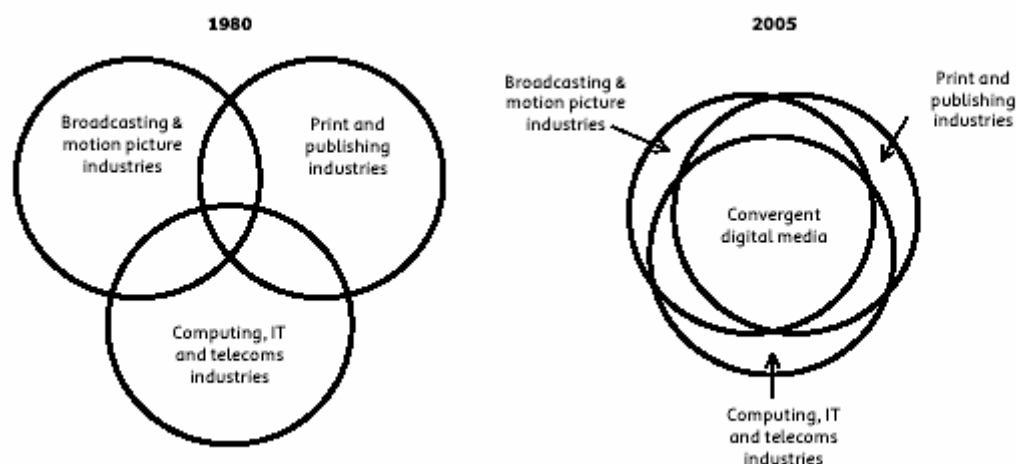 1980
Broadcasting &
motion picture
industries
Print and
publishing
industries
Computing, IT
and telecoms
industries
2005
Broadcasting &
motion picture
industries
Print and
publishing
industries
Convergent
digital media
Computing, IT
and telecoms
industries